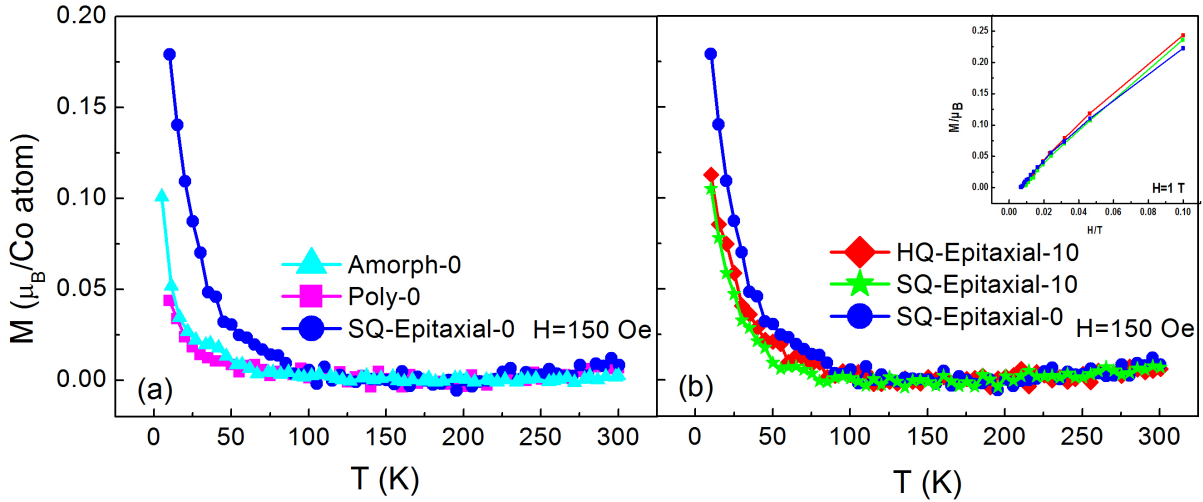 0.20
0.15
0.10
0.05
0.00
M (μB/Co atom)
Amorph-0
Poly-0
SQ-Epitaxial-0
H=150 Oe
(a)
0 50 100 150 200 250 300
T (K)
HQ-Epitaxial-10
SQ-Epitaxial-10
SQ-Epitaxial-0
H=150 Oe
(b)
0 50 100 150 200 250 300
T (K)
0.25
0.20
0.15
0.10
0.05
0.00
M/μB
H=1 T
0.00 0.02 0.04 0.06 0.08 0.10
H/T